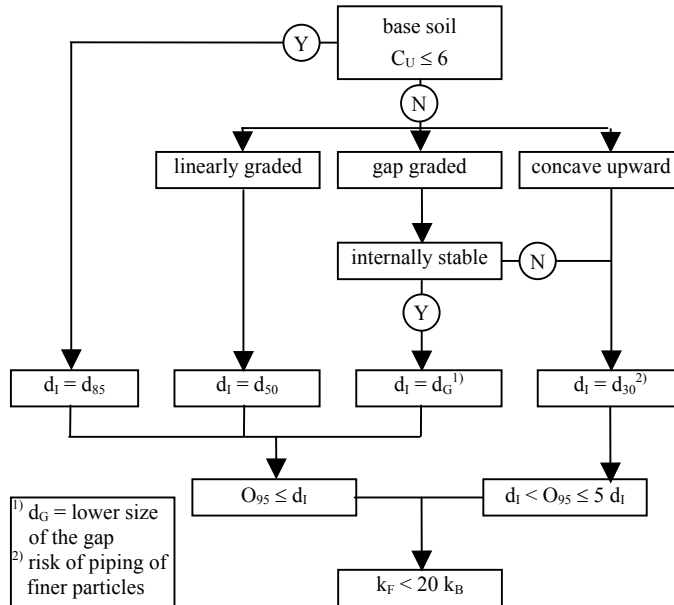 base soil
Y
C_U ≤ 6
N
linearly graded
gap graded
concave upward
internally stable
N
Y
d_I = d_85
d_I = d_50
d_I = d_G^1)
d_I = d_30^2)
O_95 ≤ d_I
d_I < O_95 ≤ 5 d_I
1) d_G = lower size
of the gap
2) risk of piping of
finer particles
k_F < 20 k_B